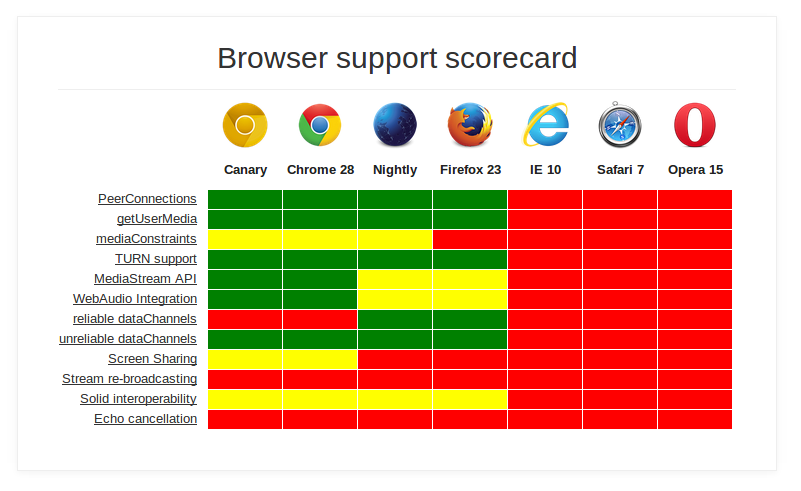 Browser support scorecard
Canary Chrome 28 Nightly Firefox 23 IE 10 Safari 7 Opera 15
PeerConnections
getUserMedia
mediaConstraints
TURN support
MediaStream API
WebAudio Integration
reliable dataChannels
unreliable dataChannels
Screen Sharing
Stream re-broadcasting
Solid interoperability
Echo cancellation